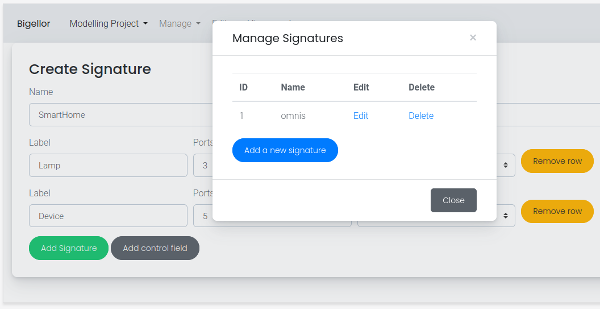 Bigellor Modelling Project Manage
Manage Signatures ×
Create Signature
Name
SmartHome
ID Name Edit Delete
1 omnis Edit Delete
Add a new signature
Label Ports
Lamp 3 Remove row
Label Ports
Device 5 Remove row
Close
Add Signature Add control field